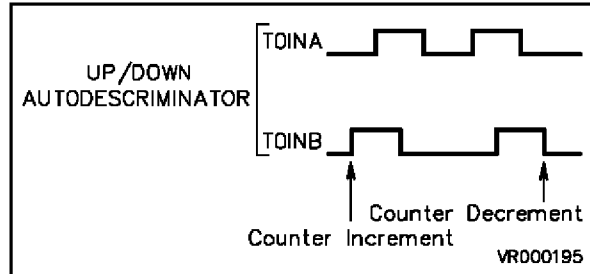 TOINA
UP/DOWN
AUTODESCRIMINATOR
TOINB
Counter Decrement
Counter Increment
VR000195